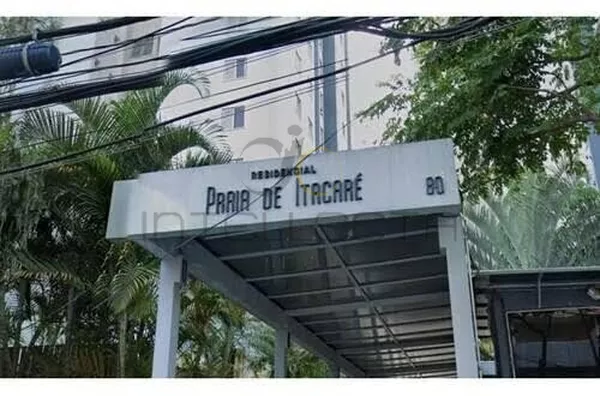 RESIDENCIAL
PRAIA DE ITACARÉ 80